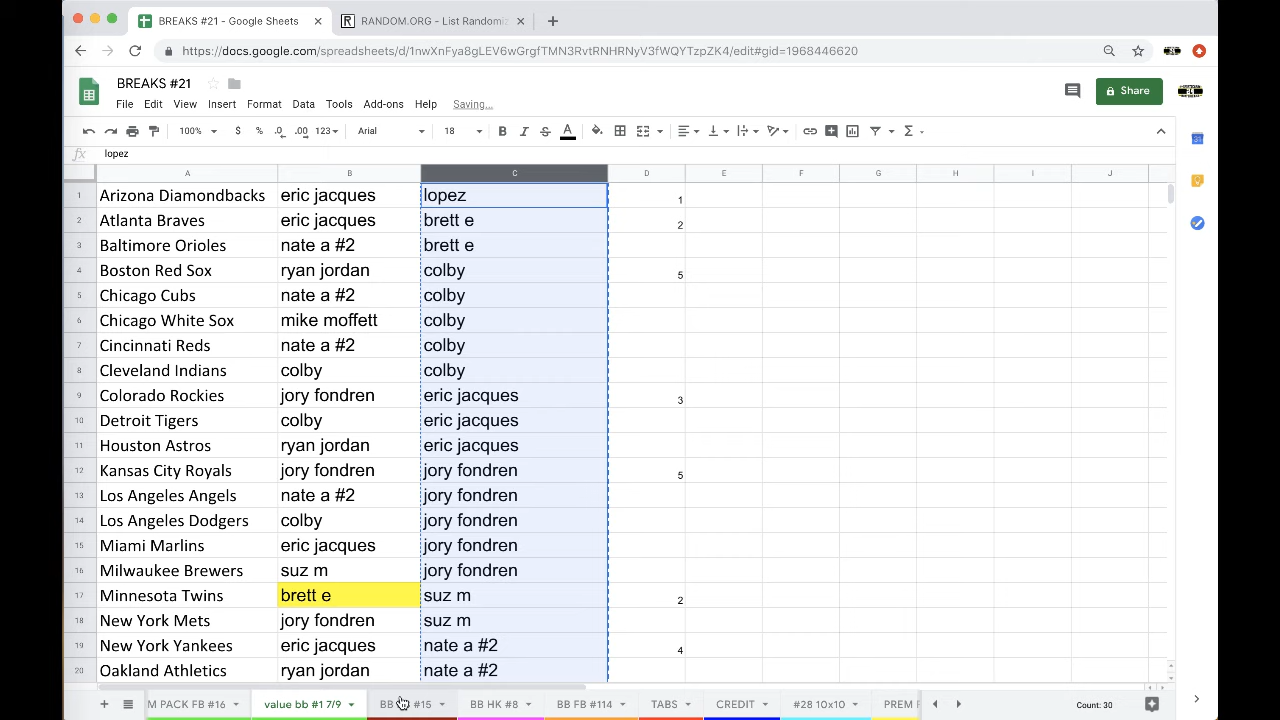 BREAKS #21 - Google Sheets
RANDOM.ORG - List Randomi
https://docs.google.com/spreadsheets/d/1nwXnFya8gLEV6wGrgfTMN3RvtRNHRNyV3fWQYTzpZK4/edit#gid=1968446620
BREAKS #21
File Edit View Insert Format Data Tools Add-ons Help Saving...
Share
100% $ % .0 .00 123 Arial 18 B I S A
fx lopez
A B C D E F G H I J
1 Arizona Diamondbacks eric jacques lopez 1
2 Atlanta Braves eric jacques brett e 2
3 Baltimore Orioles nate a #2 brett e
4 Boston Red Sox ryan jordan colby 5
5 Chicago Cubs nate a #2 colby
6 Chicago White Sox mike moffett colby
7 Cincinnati Reds nate a #2 colby
8 Cleveland Indians colby colby
9 Colorado Rockies jory fondren eric jacques 3
10 Detroit Tigers colby eric jacques
11 Houston Astros ryan jordan eric jacques
12 Kansas City Royals jory fondren jory fondren 5
13 Los Angeles Angels nate a #2 jory fondren
14 Los Angeles Dodgers colby jory fondren
15 Miami Marlins eric jacques jory fondren
16 Milwaukee Brewers suz m jory fondren
17 Minnesota Twins brett e suz m 2
18 New York Mets jory fondren suz m
19 New York Yankees eric jacques nate a #2 4
20 Oakland Athletics ryan jordan nate a #2
M PACK FB #16 value bb #1 7/9 BB #15 BB HK #8 BB FB #114 TABS CREDIT #28 10x10 PREM Count: 30